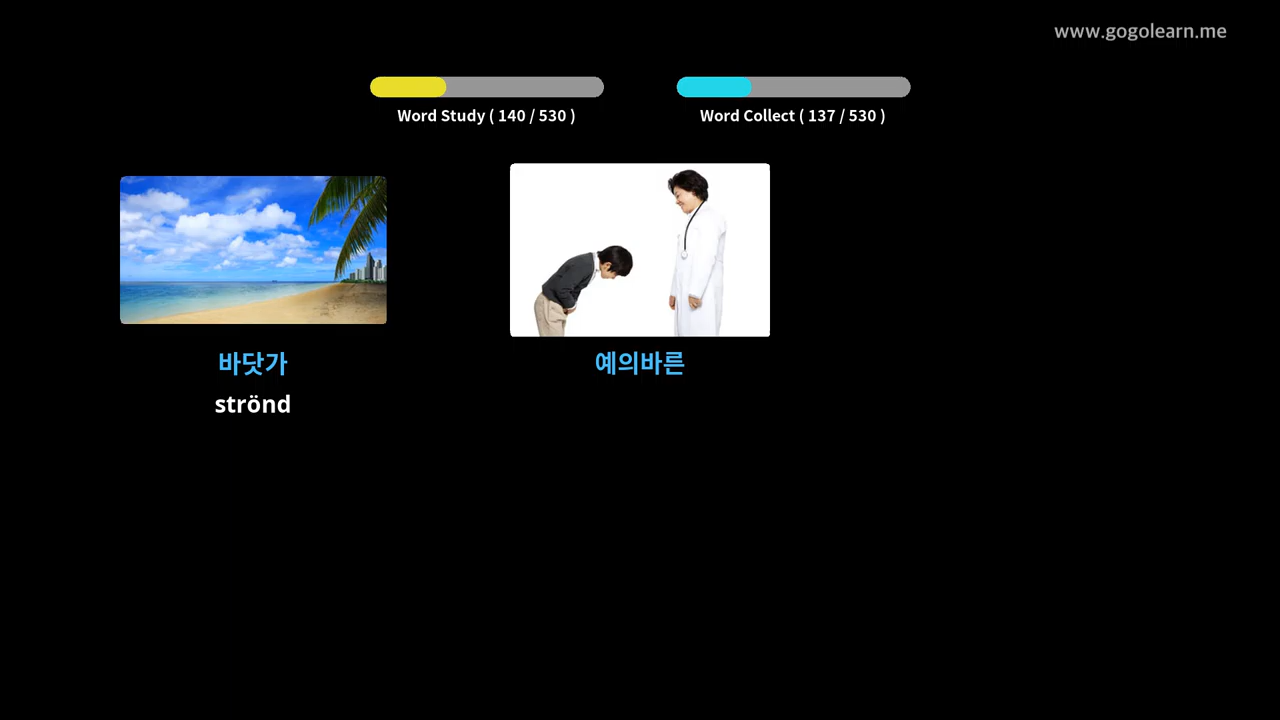 www.gogolearn.me
Word Study ( 140 / 530 )
Word Collect ( 137 / 530 )
바닷가
strönd
예의바른